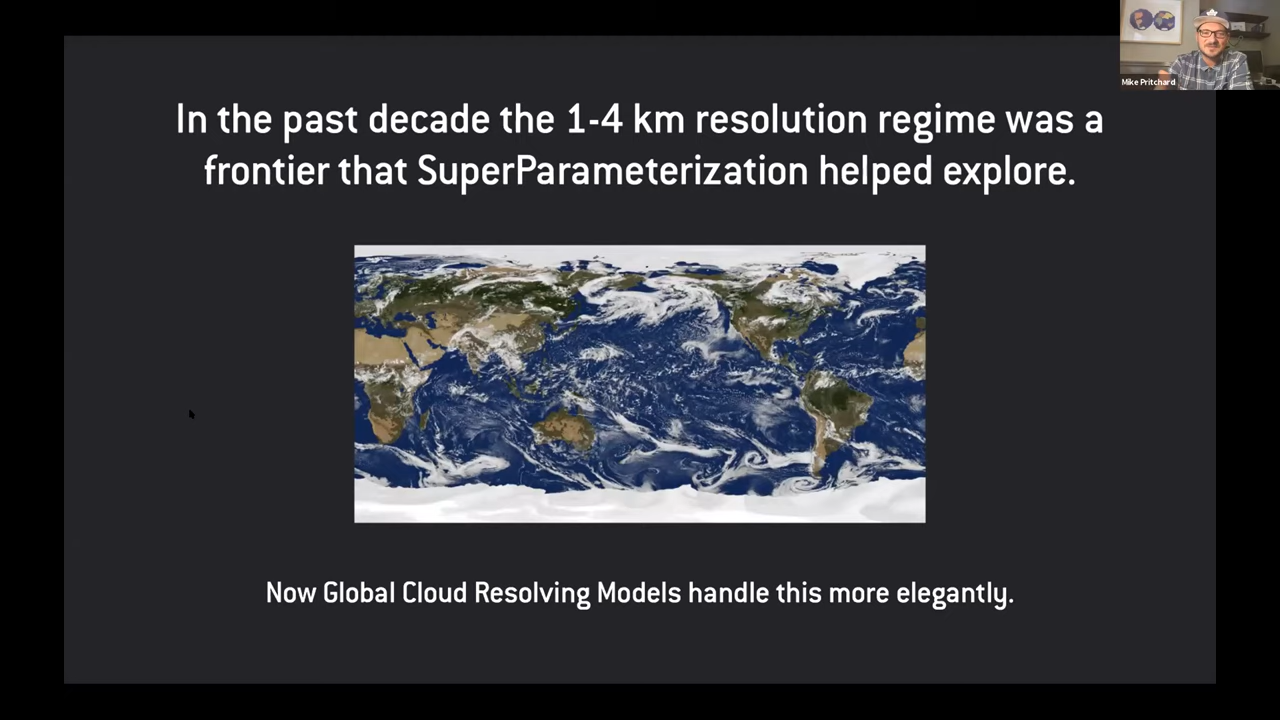 Mike Pritchard
In the past decade the 1-4 km resolution regime was a
frontier that SuperParameterization helped explore.
Now Global Cloud Resolving Models handle this more elegantly.